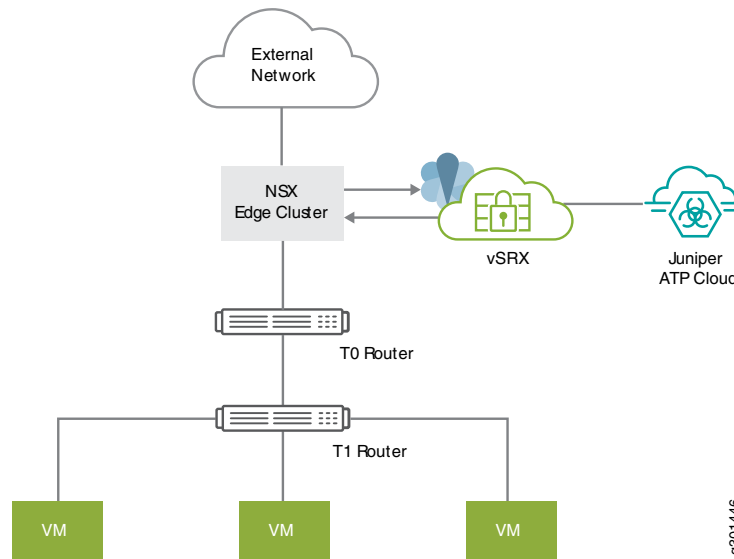 External
Network
NSX
Edge Cluster
vSRX
Juniper
ATP Cloud
T0 Router
T1 Router
VM
VM
VM